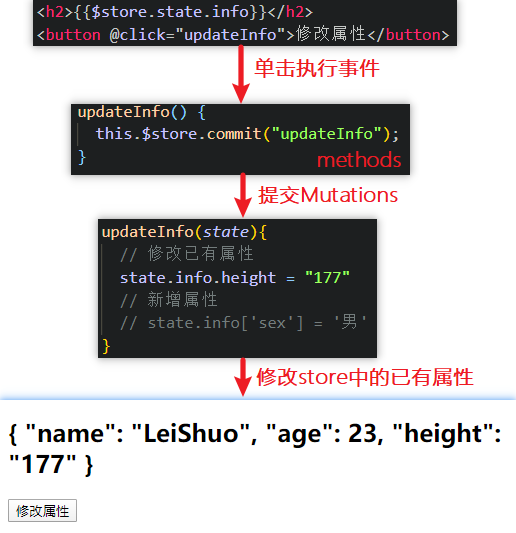 <h2>{{$store.state.info}}</h2>
<button @click="updateInfo">修改属性</button>
单击执行事件
updateInfo() {
this.$store.commit("updateInfo");
}
methods
提交Mutations
updateInfo(state){
// 修改已有属性
state.info.height = "177"
// 新增属性
// state.info['sex'] = '男'
}
修改store中的已有属性
{ "name": "LeiShuo", "age": 23, "height":
"177" }
修改属性